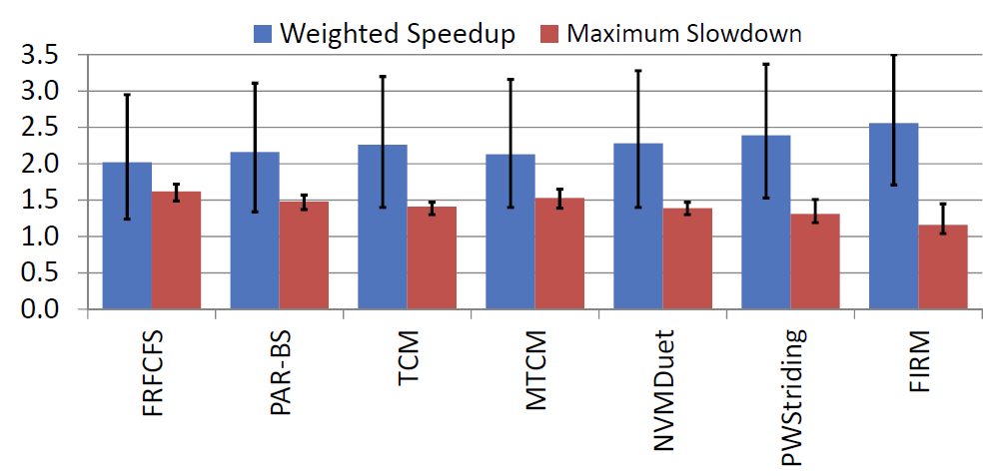 Weighted Speedup Maximum Slowdown
3.5
3.0
2.5
2.0
1.5
1.0
0.5
0.0
FRFCFS
PAR-BS
TCM
MTCM
NVMDuet
PWStriding
FIRM